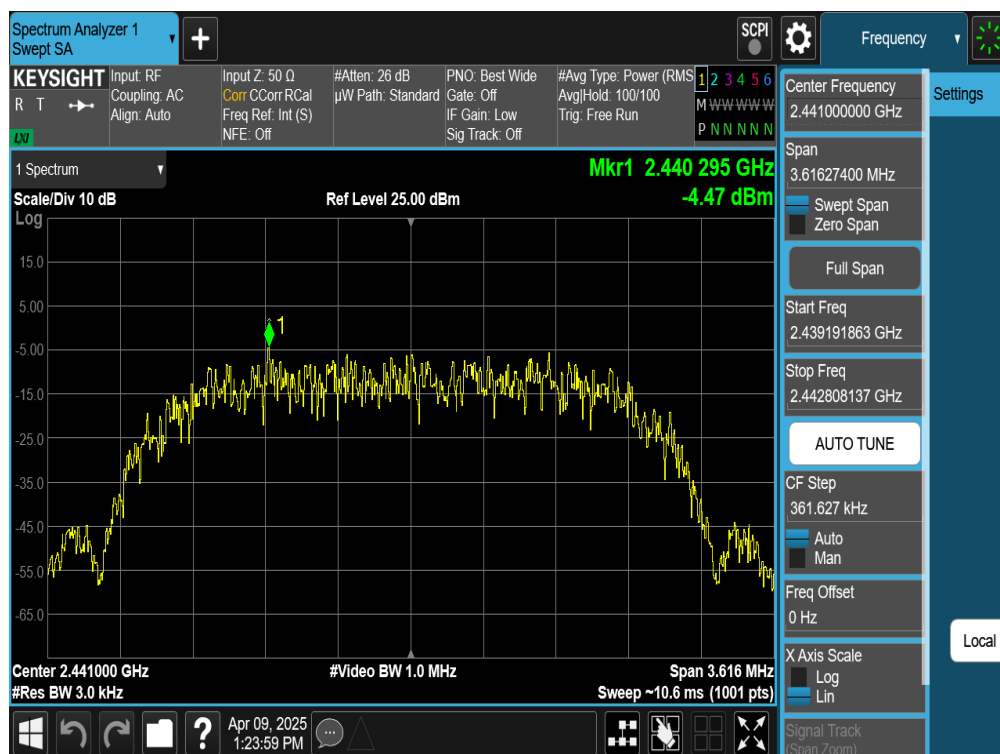 Spectrum Analyzer 1
Swept SA
+
SCPI
Frequency
KEYSIGHT
R T
LXI
Input: RF
Coupling: AC
Align: Auto
Input Z: 50 Ω
Corr CCorr RCal
Freq Ref: Int (S)
NFE: Off
#Atten: 26 dB
µW Path: Standard
PNO: Best Wide
Gate: Off
IF Gain: Low
Sig Track: Off
#Avg Type: Power (RMS
Avg|Hold: 100/100
Trig: Free Run
1 2 3 4 5 6
M W W W W W
P N N N N N
1 Spectrum
Mkr1 2.440 295 GHz
Scale/Div 10 dB
Ref Level 25.00 dBm
-4.47 dBm
Log
15.0
5.00
-5.00
-15.0
-25.0
-35.0
-45.0
-55.0
-65.0
1
Center 2.441000 GHz
#Video BW 1.0 MHz
Span 3.616 MHz
#Res BW 3.0 kHz
Sweep ~10.6 ms (1001 pts)
?
Apr 09, 2025
1:23:59 PM
Center Frequency
2.441000000 GHz
Span
3.61627400 MHz
Swept Span
Zero Span
Full Span
Start Freq
2.439191863 GHz
Stop Freq
2.442808137 GHz
AUTO TUNE
CF Step
361.627 kHz
Auto
Man
Freq Offset
0 Hz
X Axis Scale
Log
Lin
Signal Track
(Span Zoom)
Settings
Local